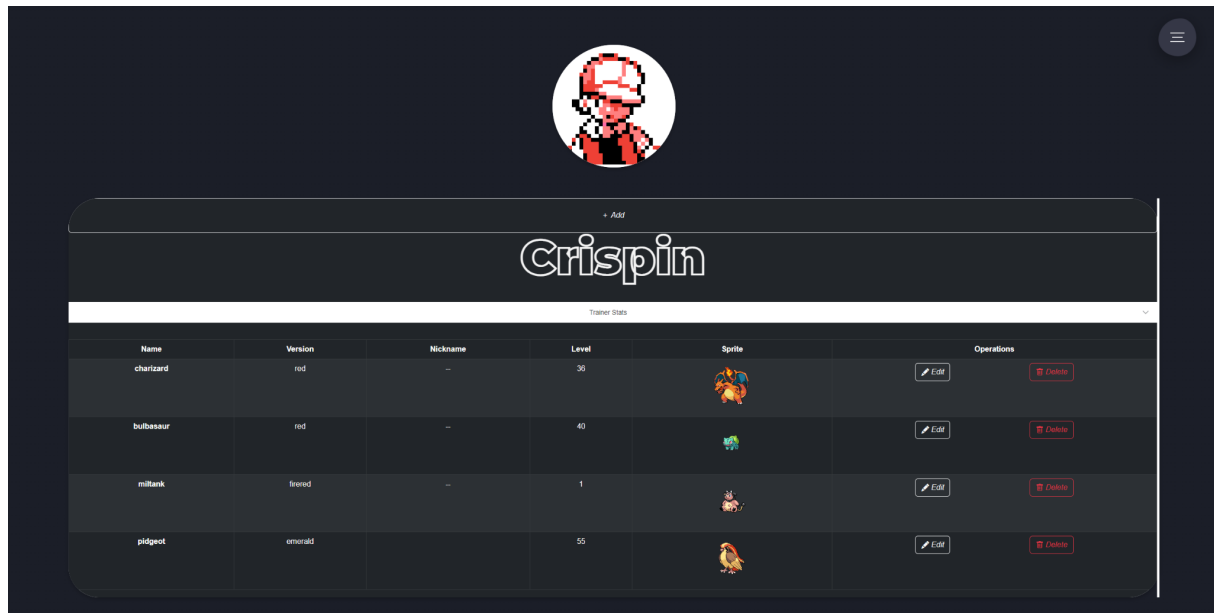 + Add
Crispin
Trainer Stats
Name Version Nickname Level Sprite Operations
charizard red -- 36 Edit Delete
bulbasaur red -- 40 Edit Delete
miltank firered -- 1 Edit Delete
pidgeot emerald 55 Edit Delete